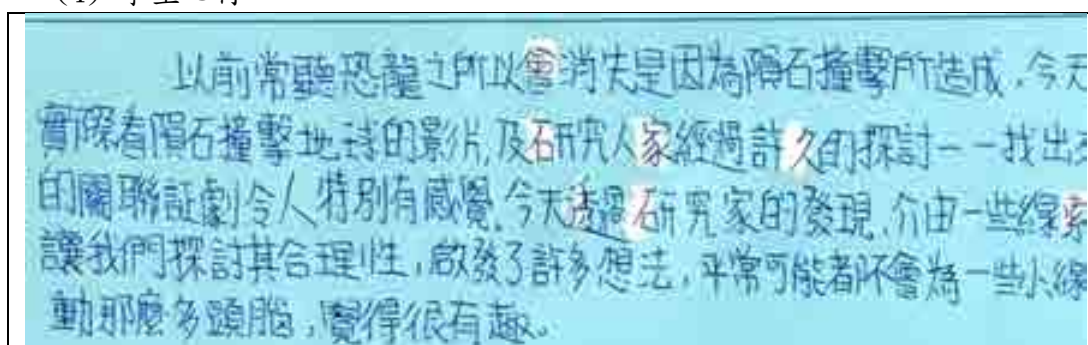 以前常聽恐龍之所以會消失是因為隕石撞擊所造成,今天
實際看隕石撞擊地球的影片,及研究人家經過許久的探討一一找出
的關聯証劇令人特別有感覺,今天透過研究家的發現,介由一些線索
讓我們探討其合理性,啟發了許多想法,平常可能都不會為一些小線
動那麼多頭腦,覺得很有趣。